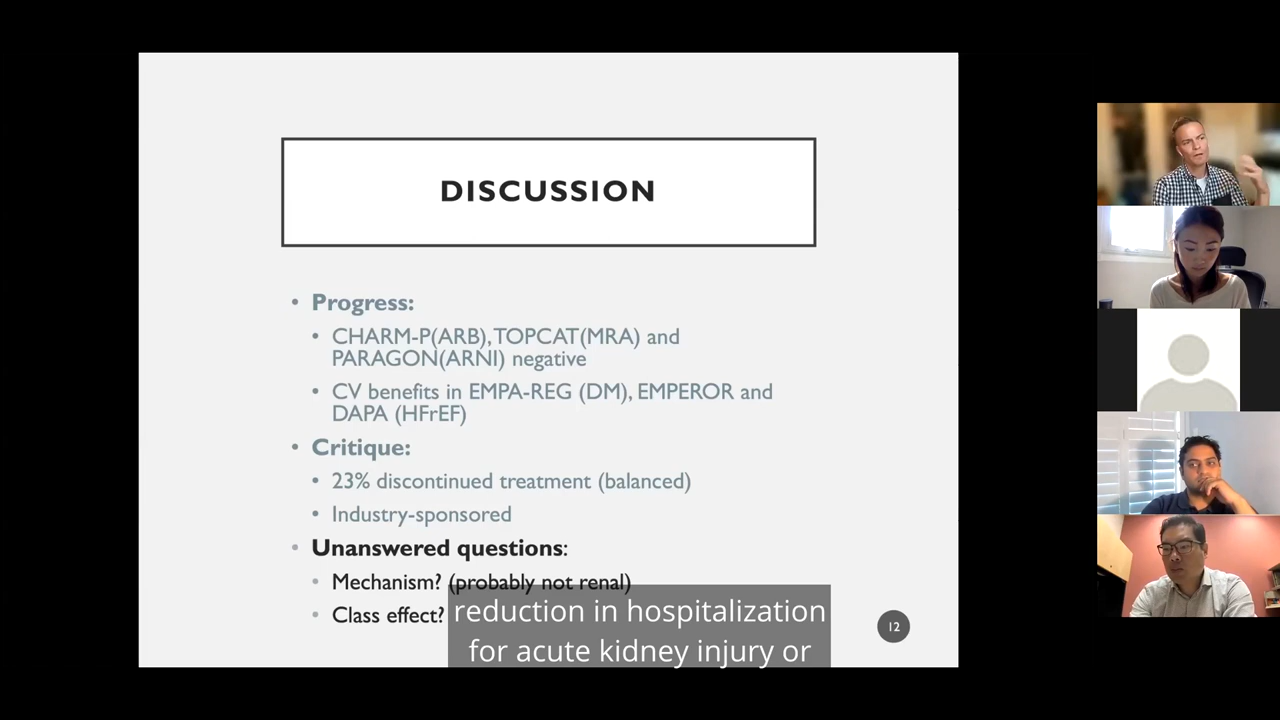 DISCUSSION
• Progress:
• CHARM-P(ARB), TOPCAT(MRA) and
PARAGON(ARNI) negative
• CV benefits in EMPA-REG (DM), EMPEROR and
DAPA (HFrEF)
• Critique:
• 23% discontinued treatment (balanced)
• Industry-sponsored
• Unanswered questions:
• Mechanism? (probably not renal)
• Class effect?
reduction in hospitalization
for acute kidney injury or
12